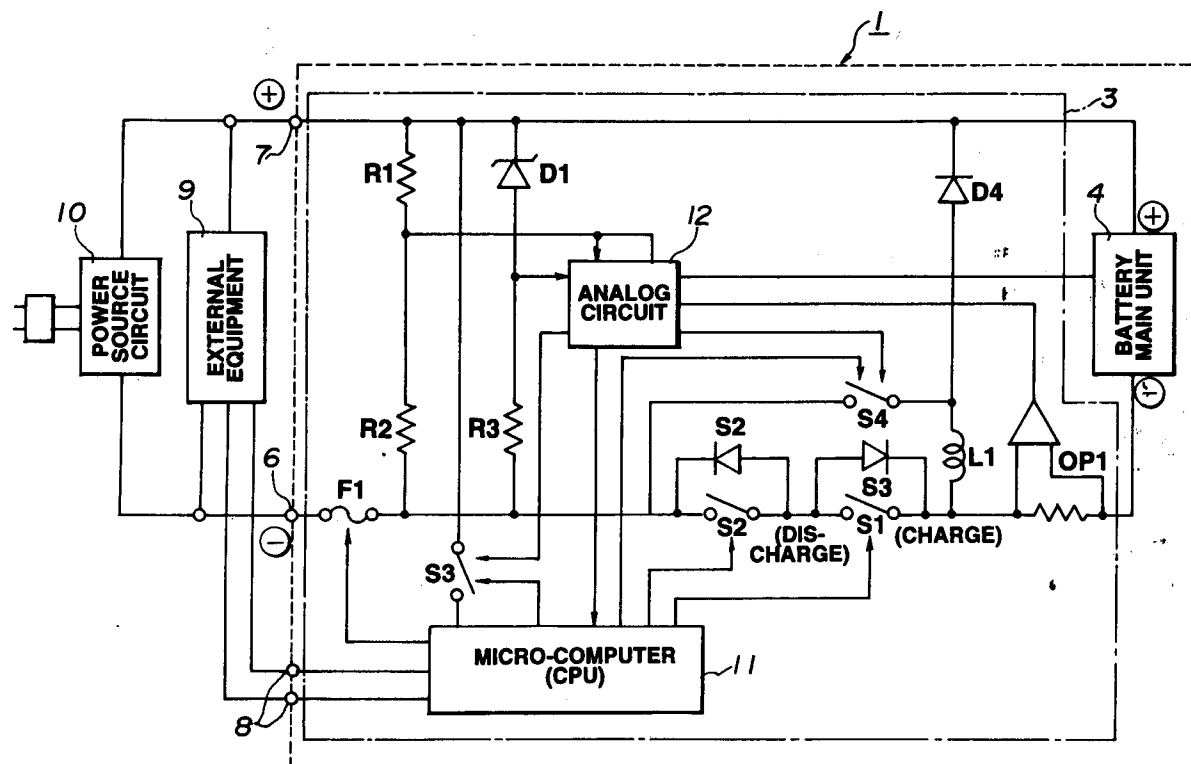 1
+
3
7
R1
D1
D4
9
12
4
10
+
POWER SOURCE CIRCUIT
EXTERNAL EQUIPMENT
ANALOG
CIRCUIT
BATTERY MAIN UNIT
R2
R3
S4
S2
L1
OP1
6
F1
S3
S2
S1
(DIS-
CHARGE)
(CHARGE)
−
S3
MICRO-COMPUTER
(CPU)
11
8